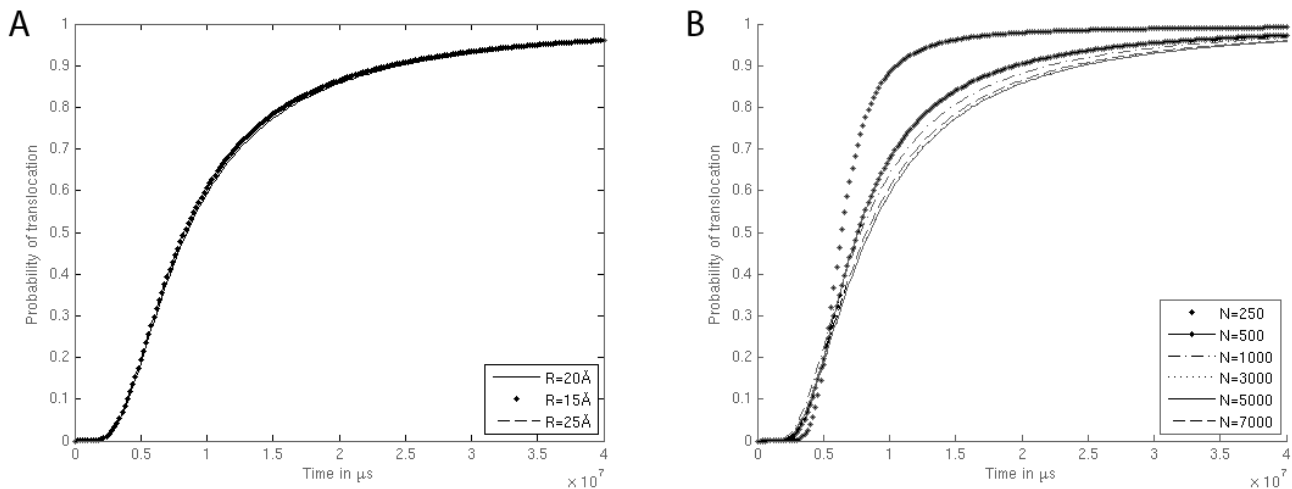 A
Probability of translocation
1
0.9
0.8
0.7
0.6
0.5
0.4
0.3
0.2
0.1
0
0
0.5
1
1.5
2
2.5
3
3.5
4
Time in μs
× 10⁷
R=20Å
R=15Å
R=25Å
B
Probability of translocation
1
0.9
0.8
0.7
0.6
0.5
0.4
0.3
0.2
0.1
0
0
0.5
1
1.5
2
2.5
3
3.5
4
Time in μs
× 10⁷
N=250
N=500
N=1000
N=3000
N=5000
N=7000